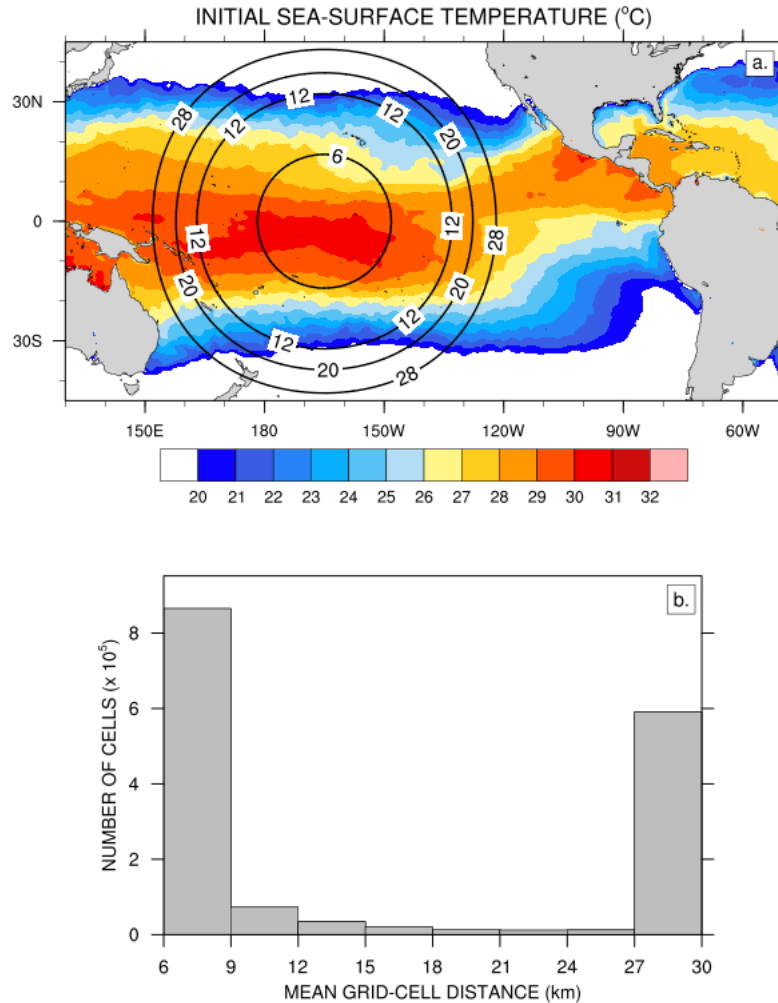 INITIAL SEA-SURFACE TEMPERATURE (°C)
a.
30N
0
30S
28
12
12
12
20
6
12
12
28
20
20
12
12
20
28
150E 180 150W 120W 90W 60W
20 21 22 23 24 25 26 27 28 29 30 31 32
b.
NUMBER OF CELLS (x 10⁵)
8
6
4
2
0
6 9 12 15 18 21 24 27 30
MEAN GRID-CELL DISTANCE (km)